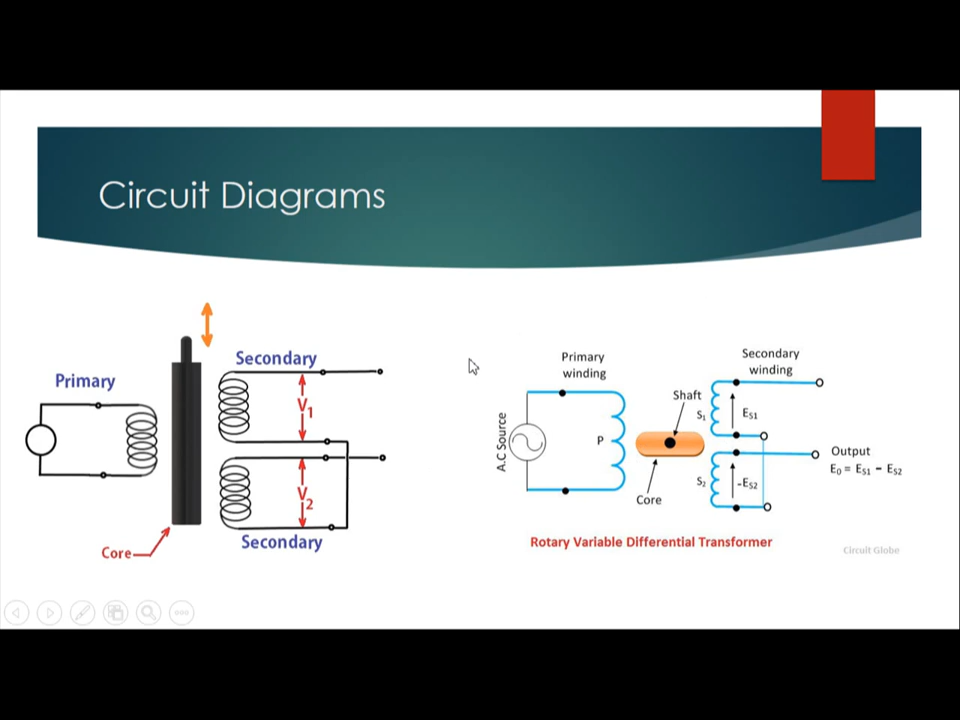 Circuit Diagrams
Primary
Secondary
V1
V2
Secondary
Core
Primary
winding
Secondary
winding
Shaft
A.C Source
P
S1
ES1
S2
-ES2
Core
Output
E0 = ES1 – ES2
Rotary Variable Differential Transformer
Circuit Globe